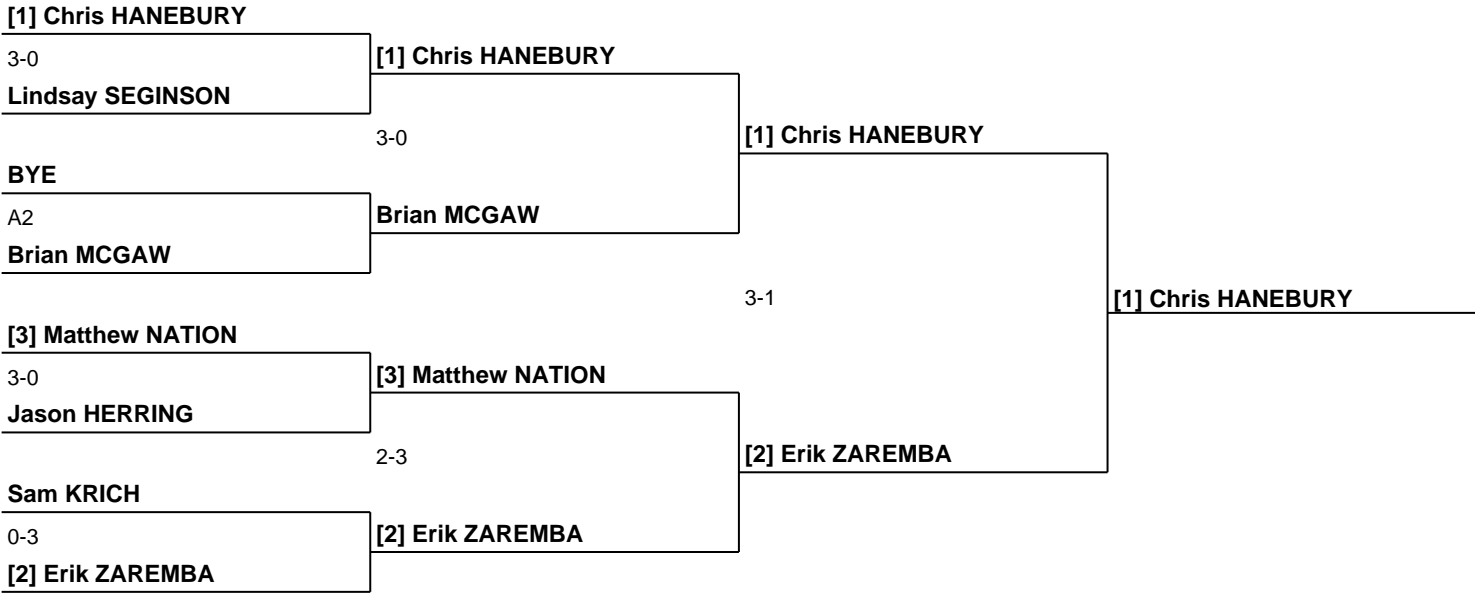 [1] Chris HANEBURY
3-0
[1] Chris HANEBURY
Lindsay SEGINSON
3-0
[1] Chris HANEBURY
BYE
A2
Brian MCGAW
Brian MCGAW
3-1
[1] Chris HANEBURY
[3] Matthew NATION
3-0
[3] Matthew NATION
Jason HERRING
2-3
[2] Erik ZAREMBA
Sam KRICH
0-3
[2] Erik ZAREMBA
[2] Erik ZAREMBA